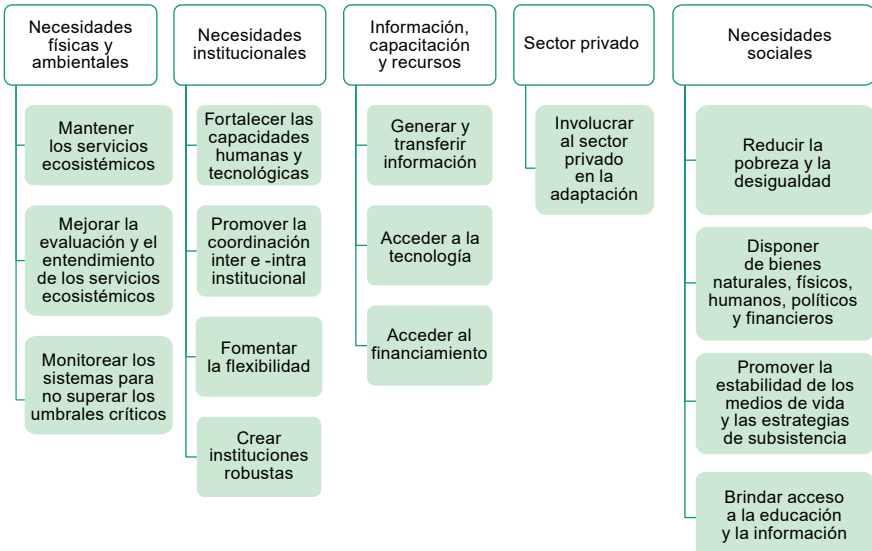 Necesidades
físicas y
ambientales
Mantener
los servicios
ecosistémicos
Mejorar la
evaluación y el
entendimiento
de los servicios
ecosistémicos
Monitorear los
sistemas para
no superar los
umbrales críticos
Necesidades
institucionales
Fortalecer las
capacidades
humanas y
tecnológicas
Promover la
coordinación
inter e -intra
institucional
Fomentar
la flexibilidad
Crear
instituciones
robustas
Información,
capacitación
y recursos
Generar y
transferir
información
Acceder a la
tecnología
Acceder al
financiamiento
Sector privado
Involucrar
al sector
privado
en la
adaptación
Necesidades
sociales
Reducir la
pobreza y la
desigualdad
Disponer
de bienes
naturales, físicos,
humanos, políticos
y financieros
Promover la
estabilidad de los
medios de vida
y las estrategias
de subsistencia
Brindar acceso
a la educación
y la información